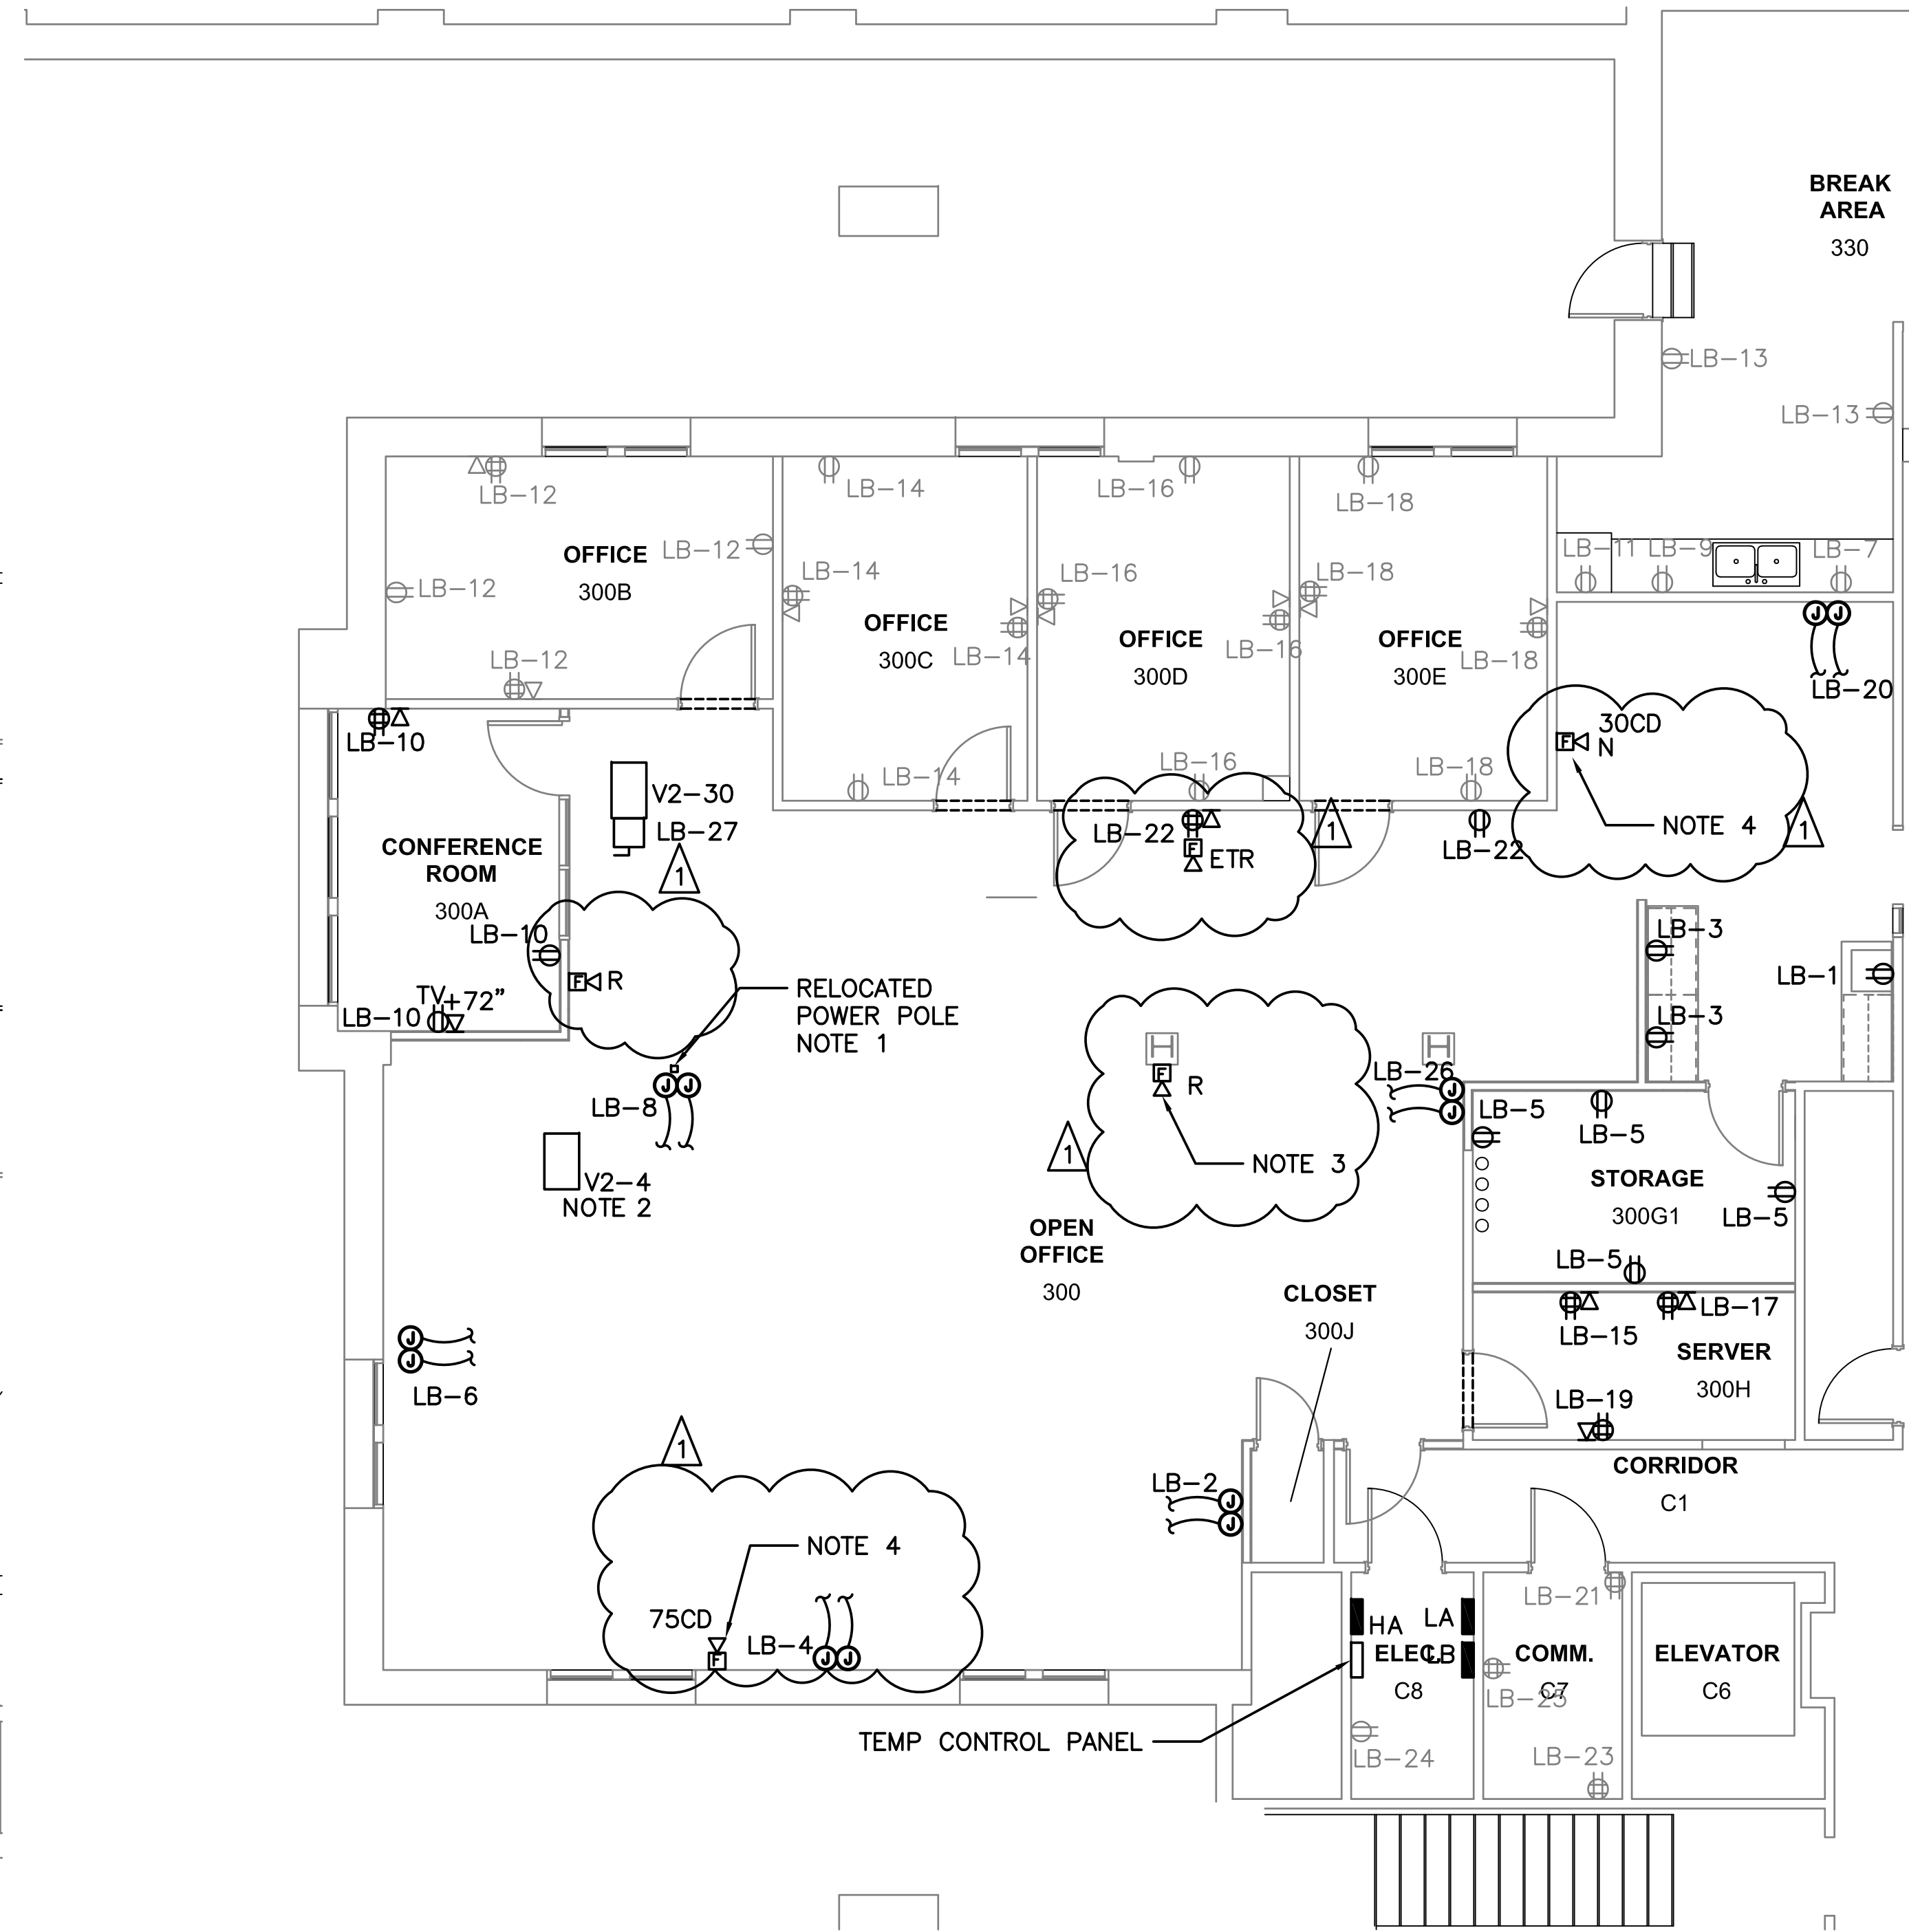 BREAK
AREA
330
LB-13
LB-13
LB-12
LB-14
LB-16
LB-18
OFFICE
300B
LB-12
LB-12
LB-14
LB-16
LB-18
LB-11
LB-9
LB-7
OFFICE
300C
OFFICE
300D
OFFICE
300E
LB-12
LB-14
LB-16
LB-18
J
J
LB-20
LB-10
V2-30
LB-27
1
LB-14
LB-16
LB-18
30CD
F
N
NOTE 4
1
CONFERENCE
ROOM
300A
LB-22
F
ETR
1
LB-22
LB-10
F
R
TV+72"
LB-10
RELOCATED
POWER POLE
NOTE 1
LB-3
LB-3
LB-1
J
J
LB-8
H
F
R
NOTE 3
1
H
LB-26
J
J
LB-5
LB-5
STORAGE
300G1
LB-5
LB-5
V2-4
NOTE 2
OPEN
OFFICE
300
CLOSET
300J
LB-15
LB-17
SERVER
300H
LB-19
J
J
LB-6
CORRIDOR
C1
LB-2
J
J
1
NOTE 4
75CD
F
LB-4
J
J
HA
LA
LB
ELEC.
C8
LB-21
COMM.
C7
LB-25
ELEVATOR
C6
TEMP CONTROL PANEL
LB-24
LB-23